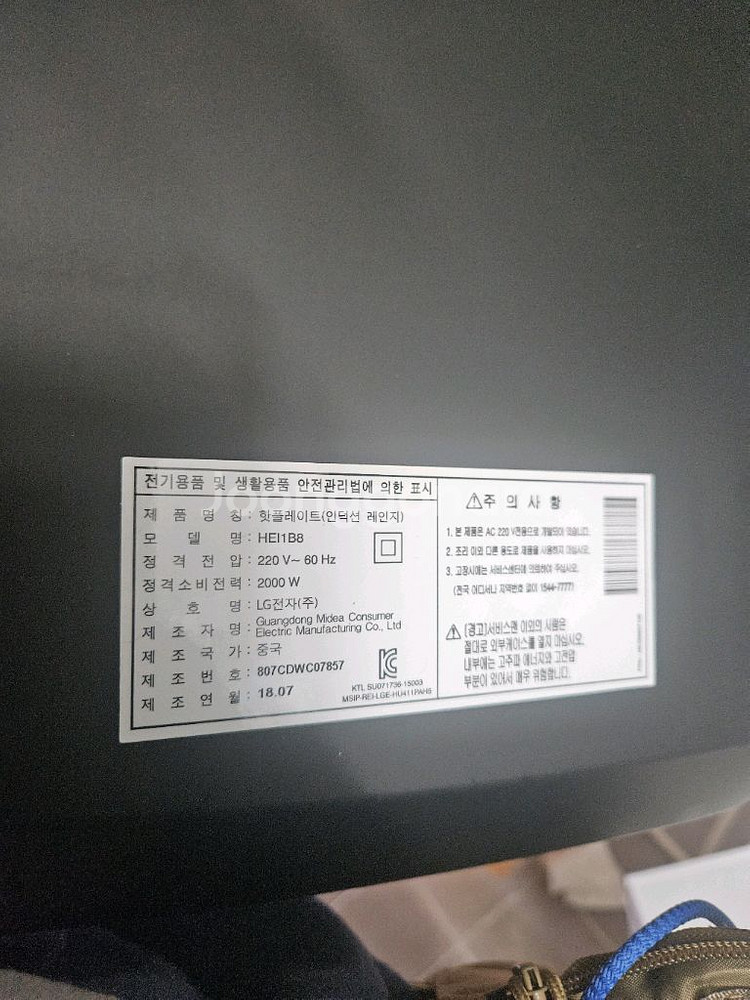 전기용품 및 생활용품 안전관리법에 의한 표시
제 품 명 칭 : 핫플레이트(인덕션 레인지)
모 델 명 : HEI1B8
정 격 전 압 : 220 V~ 60 Hz
정격소비전력 : 2000 W
상 호 명 : LG전자(주)
제 조 자 명 : Guangdong Midea Consumer
Electric Manufacturing Co., Ltd
제 조 국 가 : 중국
제 조 번 호 : 807CDWC07857
제 조 연 월 : 18.07
KTL SU071736-15003
MSIP-REI-LGE-HU411PAHS
주 의 사 항
1. 본 제품은 AC 220 V전용으로 개발되어 있습니다.
2. 조리 이외 다른 용도로 제품을 사용하지 마십시오.
3. 고장시에는 서비스센터에 의뢰하여 주십시오.
(전국 어디서나 지역번호 없이 1544-7777)
[경고]서비스맨 이외의 사람은
절대로 외부케이스를 열지 마십시오.
내부에는 고주파 에너지와 고전압
부분이 있어서 매우 위험합니다.